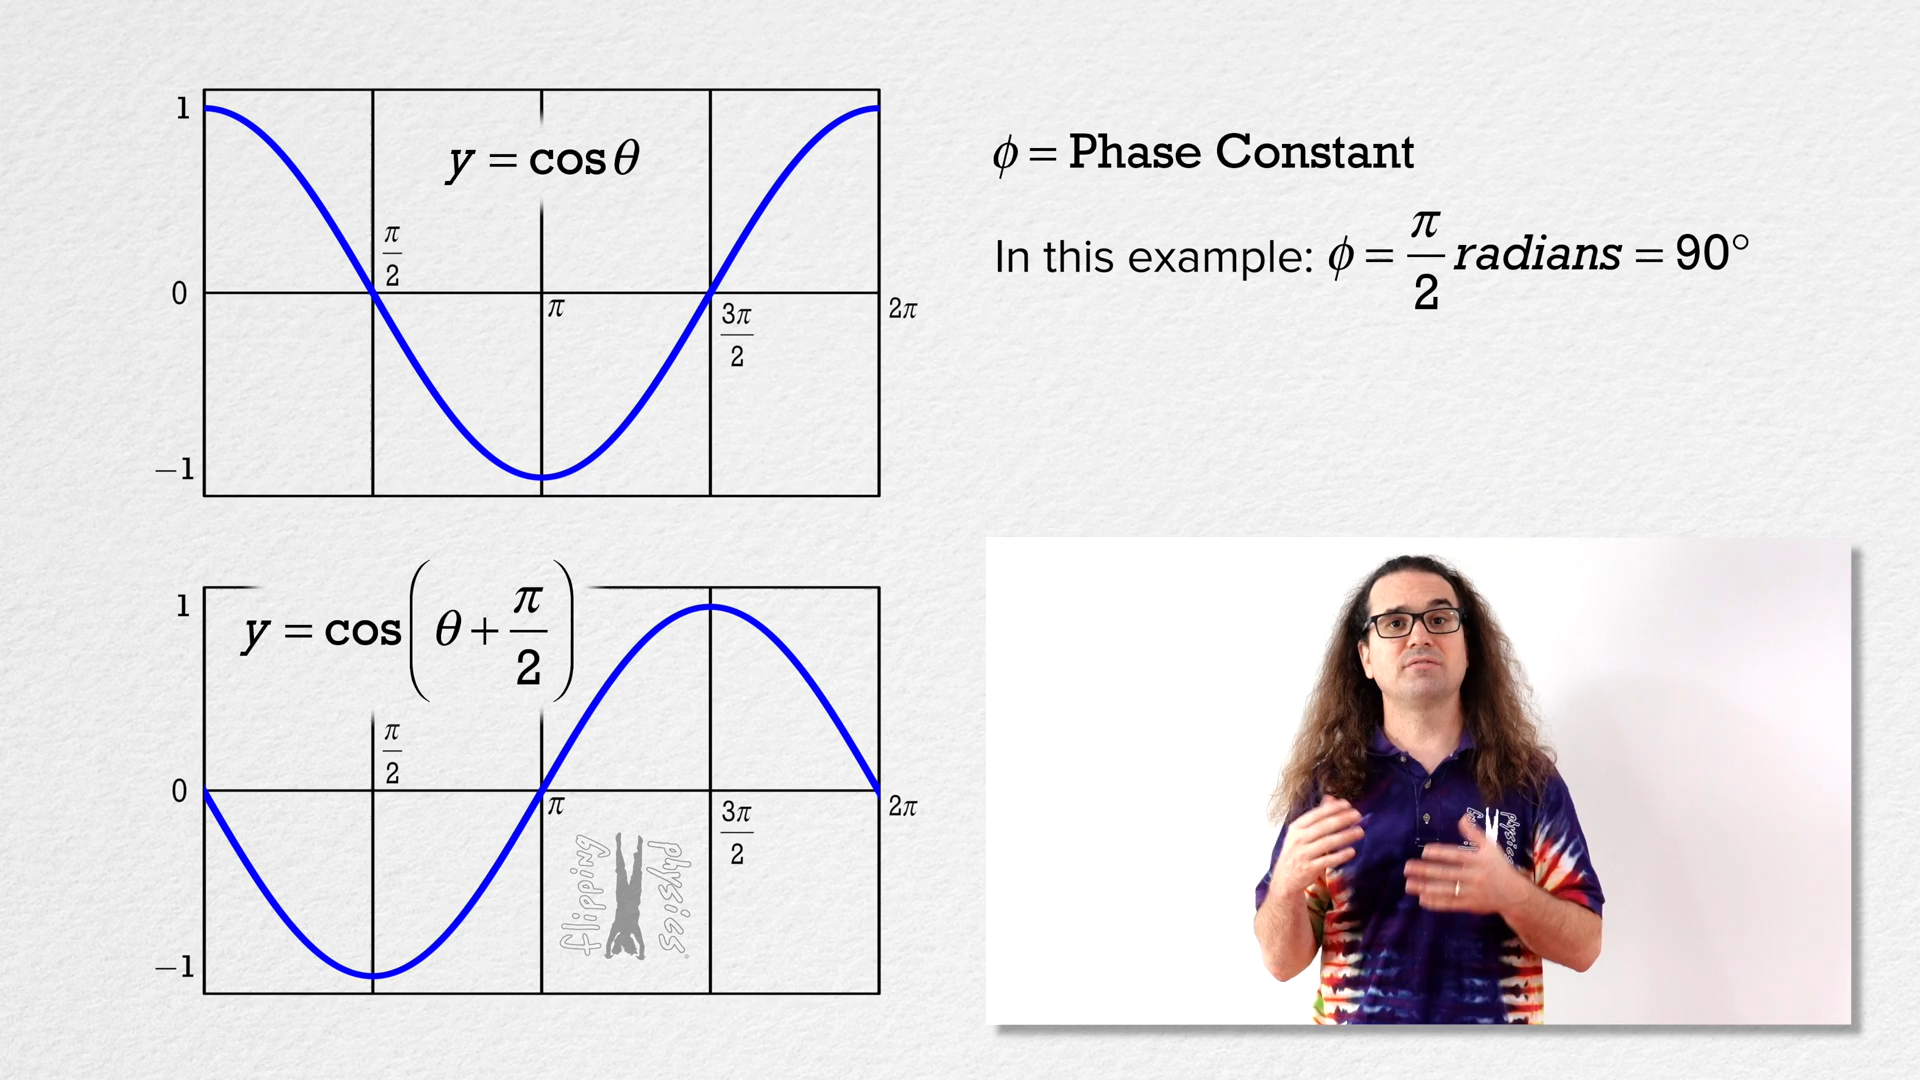 1
y = cos θ
π/2
0
π
3π/2
2π
−1
ϕ = Phase Constant
In this example: ϕ = π/2 radians = 90°
1
y = cos(θ + π/2)
π/2
0
π
3π/2
2π
−1
flipping
physics
physics